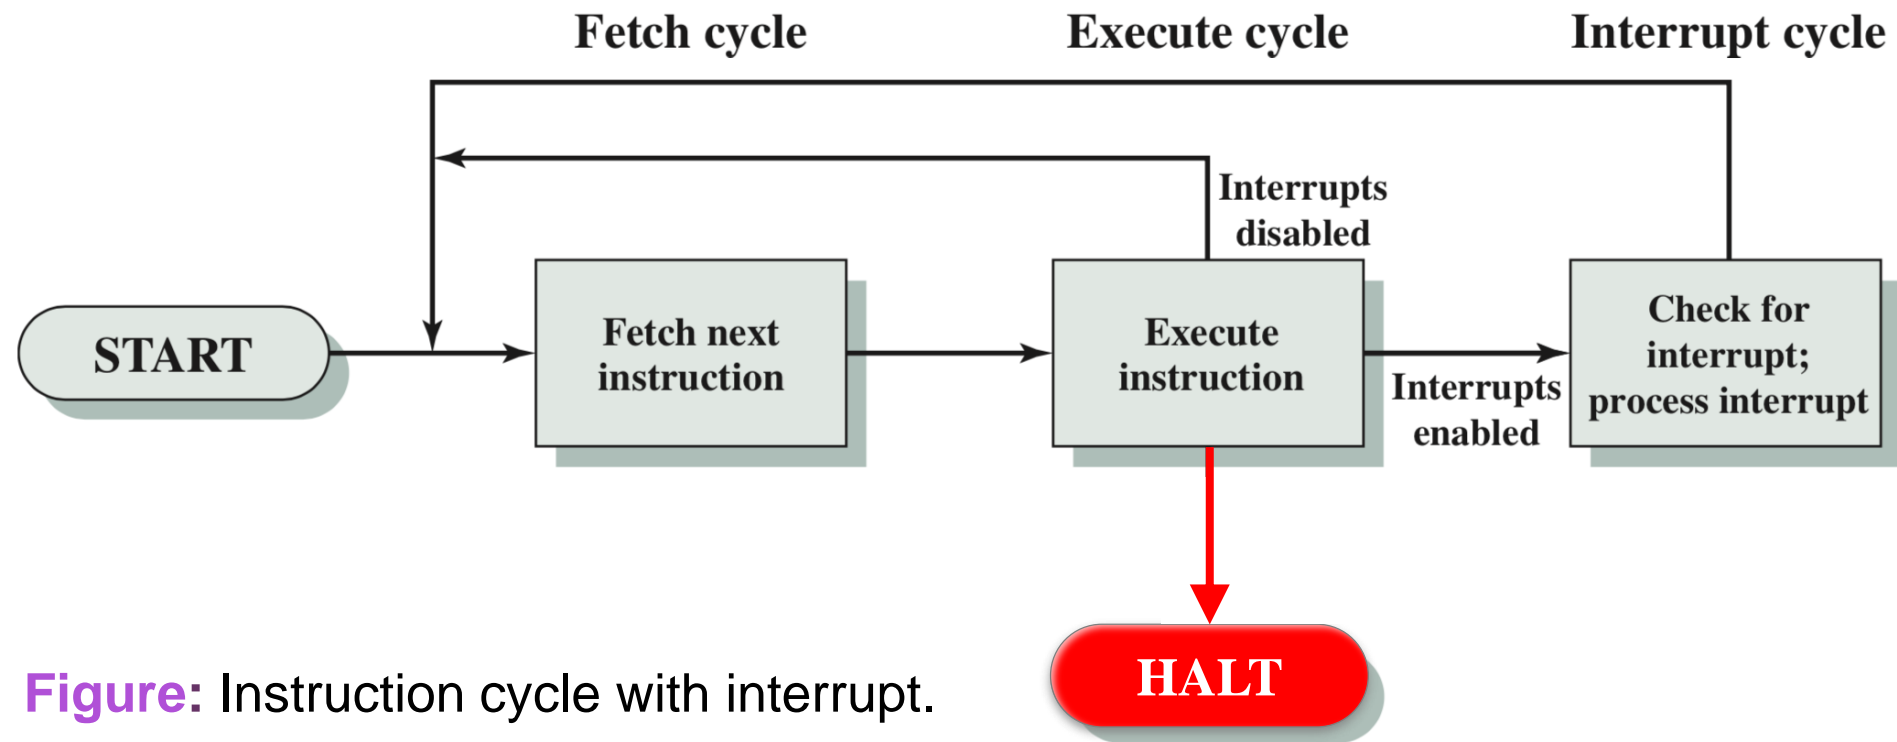 Fetch cycle
Execute cycle
Interrupt cycle
Interrupts
disabled
START
Fetch next
instruction
Execute
instruction
Interrupts
enabled
Check for
interrupt;
process interrupt
HALT
Figure: Instruction cycle with interrupt.